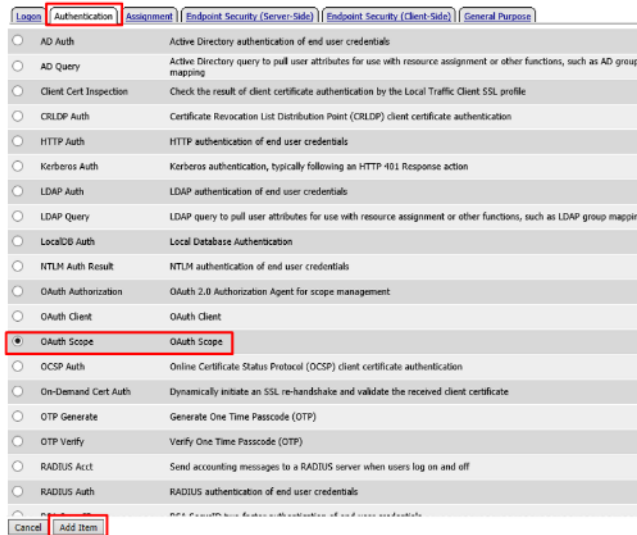 Logon Authentication Assignment Endpoint Security (Server-Side) Endpoint Security (Client-Side) General Purpose
AD Auth Active Directory authentication of end user credentials
AD Query Active Directory query to pull user attributes for use with resource assignment or other functions, such as AD group
mapping
Client Cert Inspection Check the result of client certificate authentication by the Local Traffic Client SSL profile
CRLDP Auth Certificate Revocation List Distribution Point (CRLDP) client certificate authentication
HTTP Auth HTTP authentication of end user credentials
Kerberos Auth Kerberos authentication, typically following an HTTP 401 Response action
LDAP Auth LDAP authentication of end user credentials
LDAP Query LDAP query to pull user attributes for use with resource assignment or other functions, such as LDAP group mappin
LocalDB Auth Local Database Authentication
NTLM Auth Result NTLM authentication of end user credentials
OAuth Authorization OAuth 2.0 Authorization Agent for scope management
OAuth Client OAuth Client
OAuth Scope OAuth Scope
OCSP Auth Online Certificate Status Protocol (OCSP) client certificate authentication
On-Demand Cert Auth Dynamically initiate an SSL re-handshake and validate the received client certificate
OTP Generate Generate One Time Passcode (OTP)
OTP Verify Verify One Time Passcode (OTP)
RADIUS Acct Send accounting messages to a RADIUS server when users log on and off
RADIUS Auth RADIUS authentication of end user credentials
RSA SecurID two-factor authentication of end user credentials
Cancel Add Item